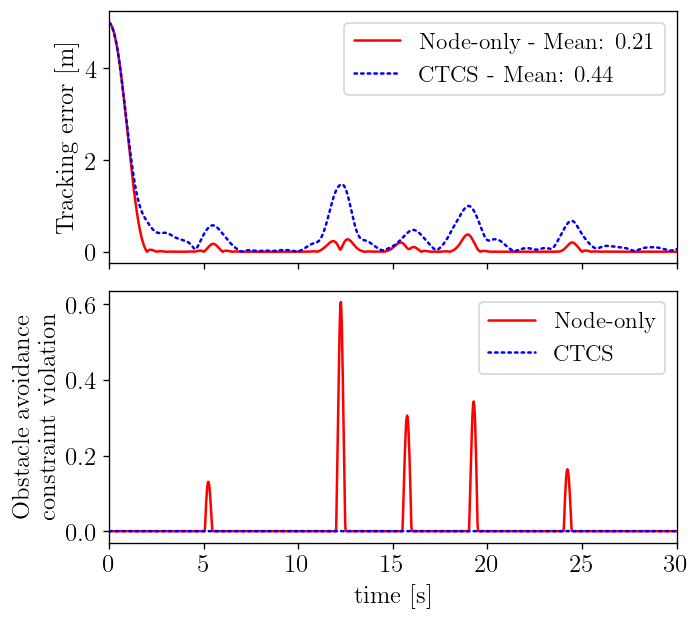 Tracking error [m]
4
2
0
Node-only - Mean: 0.21
CTCS - Mean: 0.44
Obstacle avoidance
constraint violation
0.6
0.4
0.2
0.0
Node-only
CTCS
0 5 10 15 20 25 30
time [s]